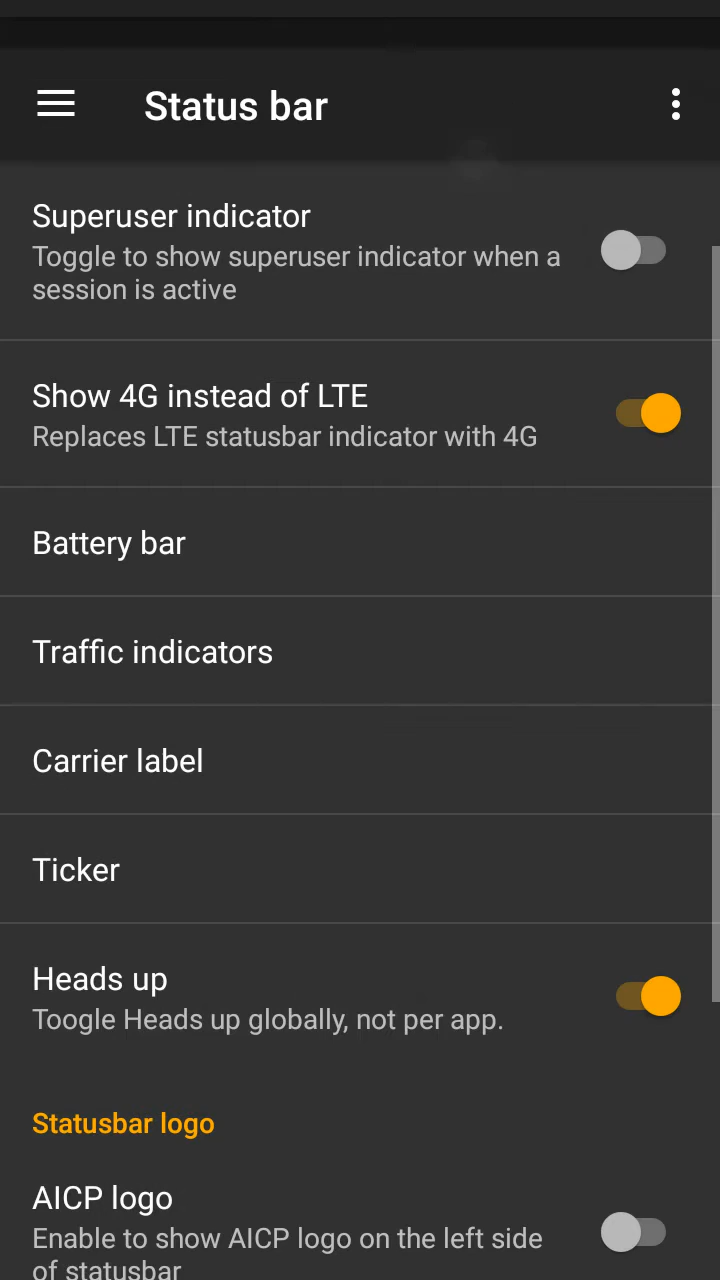 Status bar
Superuser indicator
Toggle to show superuser indicator when a
session is active
Show 4G instead of LTE
Replaces LTE statusbar indicator with 4G
Battery bar
Traffic indicators
Carrier label
Ticker
Heads up
Toogle Heads up globally, not per app.
Statusbar logo
AICP logo
Enable to show AICP logo on the left side
of statusbar